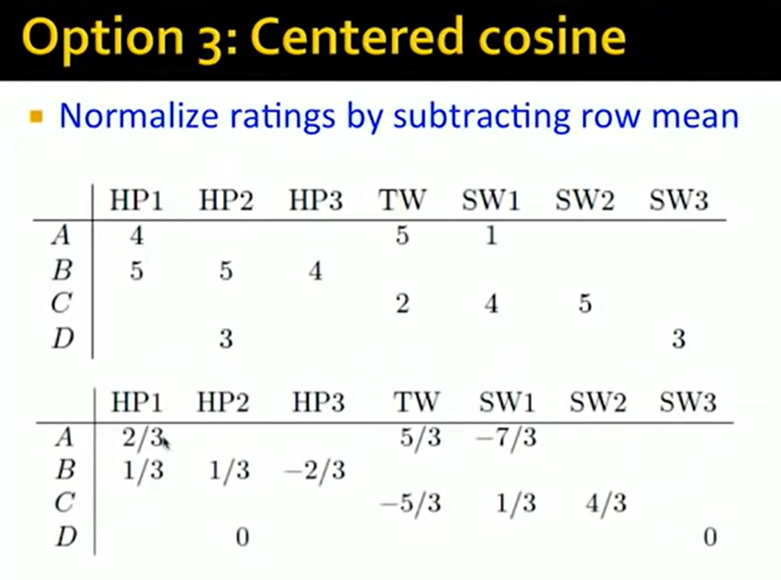 Option 3: Centered cosine
Normalize ratings by subtracting row mean
HP1 HP2 HP3 TW SW1 SW2 SW3
A 4 5 1
B 5 5 4
C 2 4 5
D 3 3
HP1 HP2 HP3 TW SW1 SW2 SW3
A 2/3 5/3 −7/3
B 1/3 1/3 −2/3
C −5/3 1/3 4/3
D 0 0